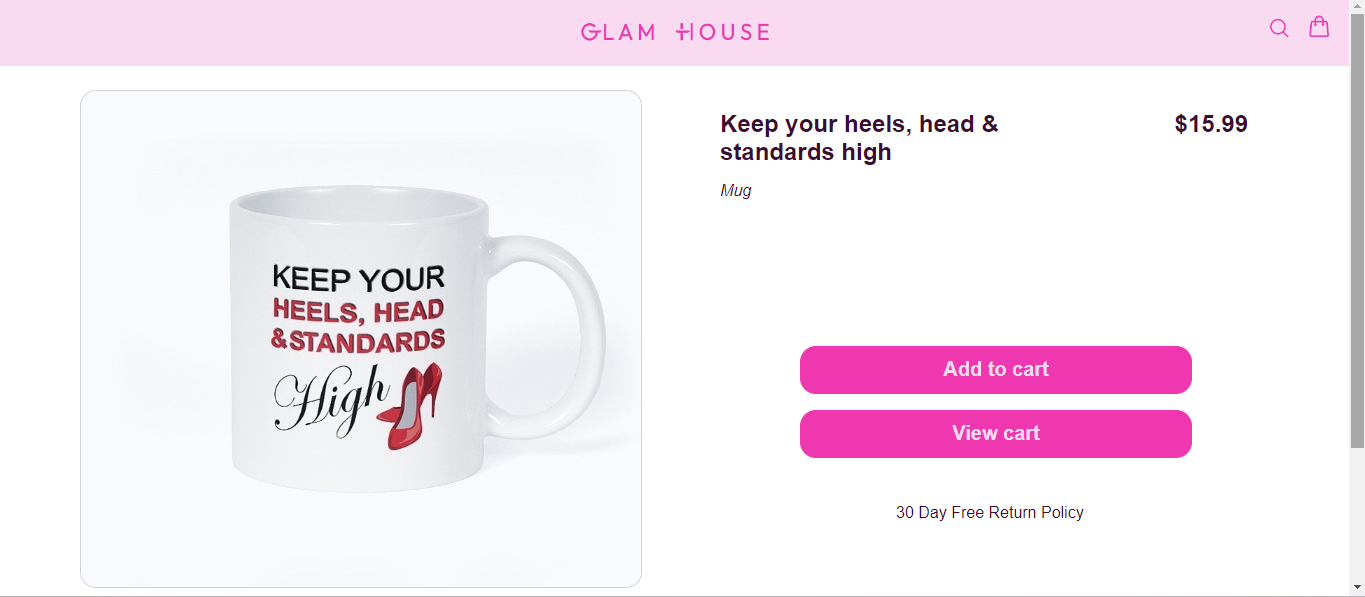 GLAM HOUSE
KEEP YOUR
HEELS, HEAD
&STANDARDS
High
Keep your heels, head &
standards high
$15.99
Mug
Add to cart
View cart
30 Day Free Return Policy